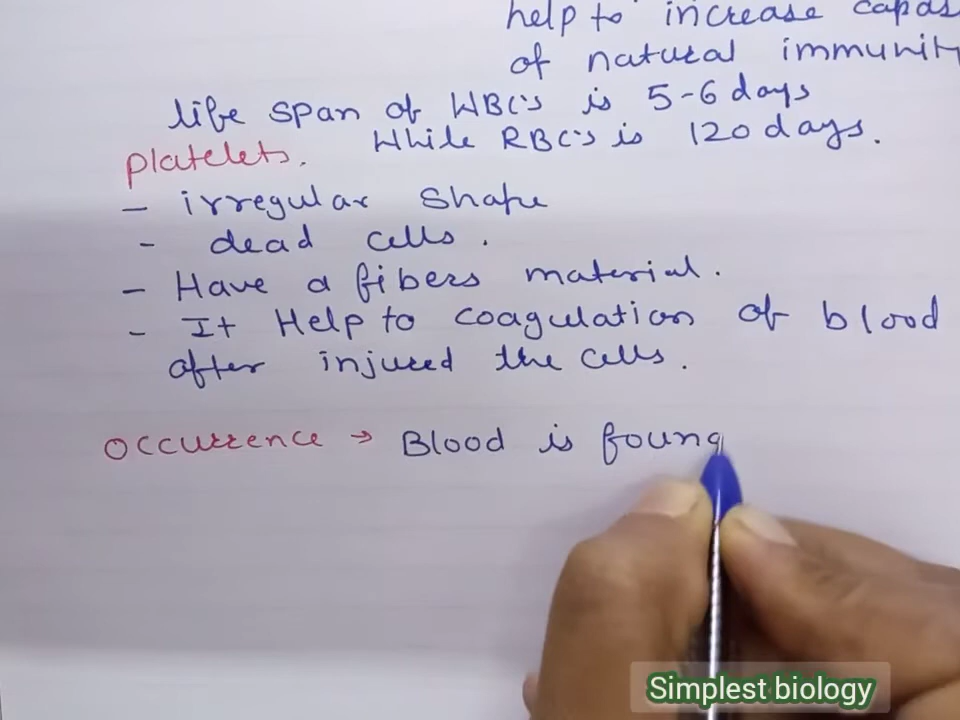 help to increase
of natural immunity
life span of WBC's is 5-6 days
While RBC's is 120 days.
Platelets.
- irregular Shape
- dead cells.
- Have a fibers material.
- It Help to coagulation of blood
after injured the cells.
Occurrence → Blood is found
Simplest biology